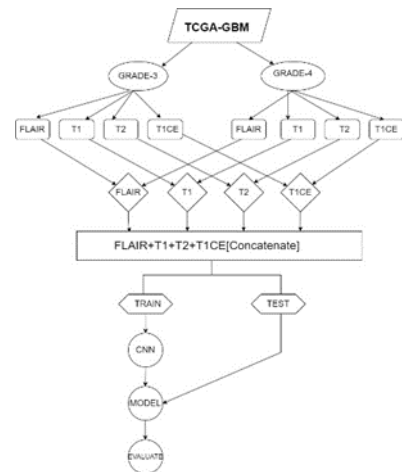 TCGA-GBM
GRADE-3 GRADE-4
FLAIR T1 T2 T1CE FLAIR T1 T2 T1CE
FLAIR T1 T2 T1CE
FLAIR+T1+T2+T1CE[Concatenate]
TRAIN TEST
CNN
MODEL
EVALUATE